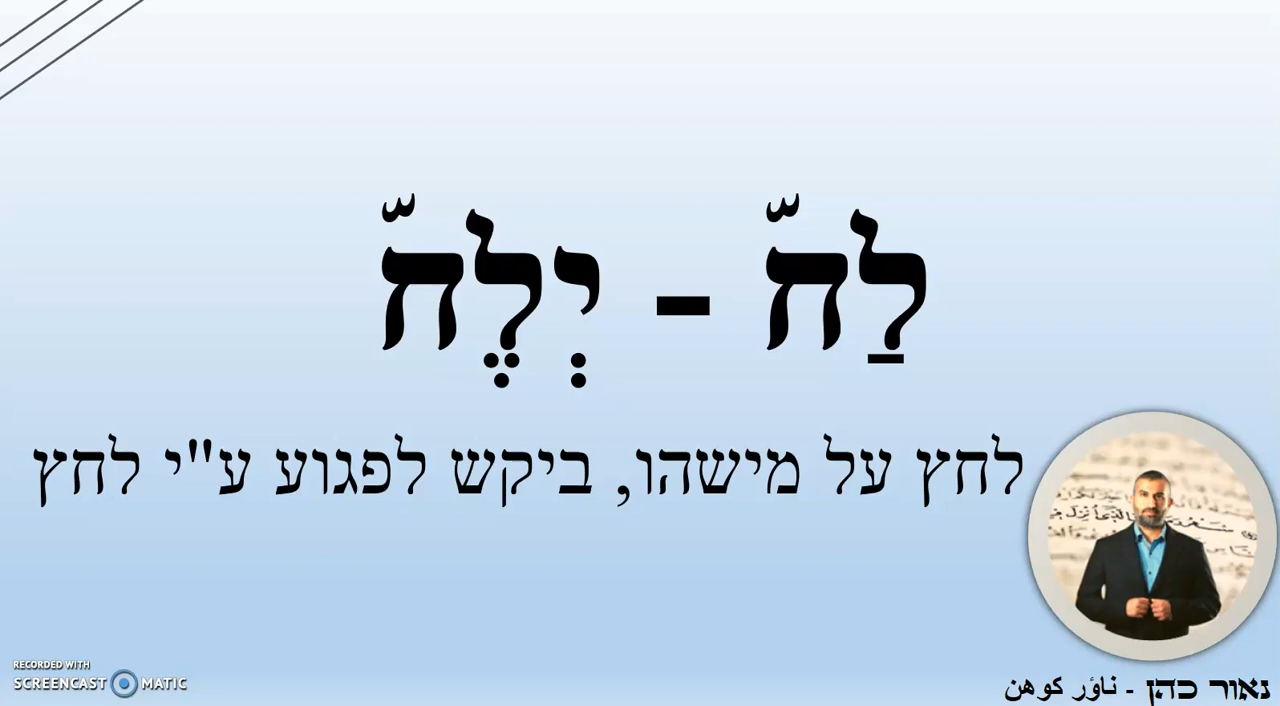 לַחّ - יְלֶחّ
לחץ על מישהו, ביקש לפגוע ע"י לחץ
RECORDED WITH
SCREENCAST MATIC
נאור כהן - ناؤر كوهن